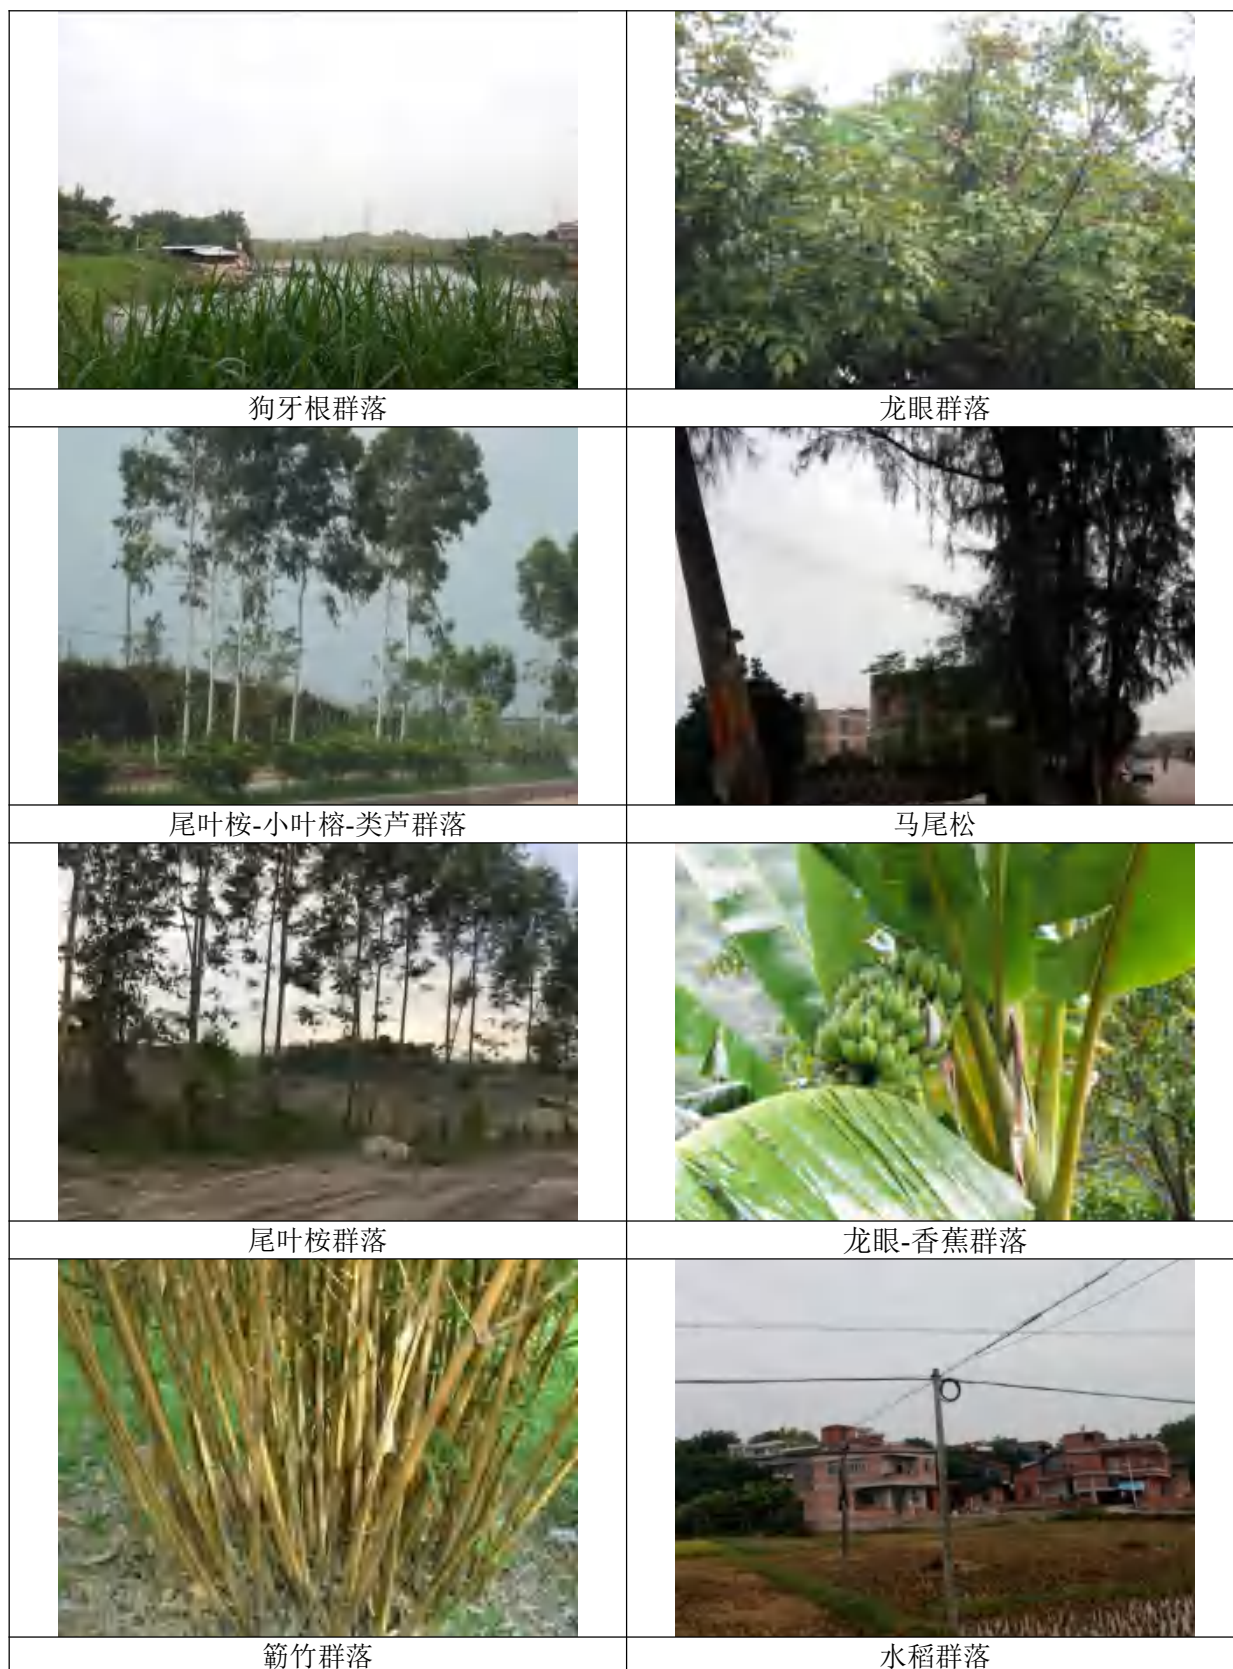 狗牙根群落
龙眼群落
尾叶桉-小叶榕-类芦群落
马尾松
尾叶桉群落
龙眼-香蕉群落
簕竹群落
水稻群落